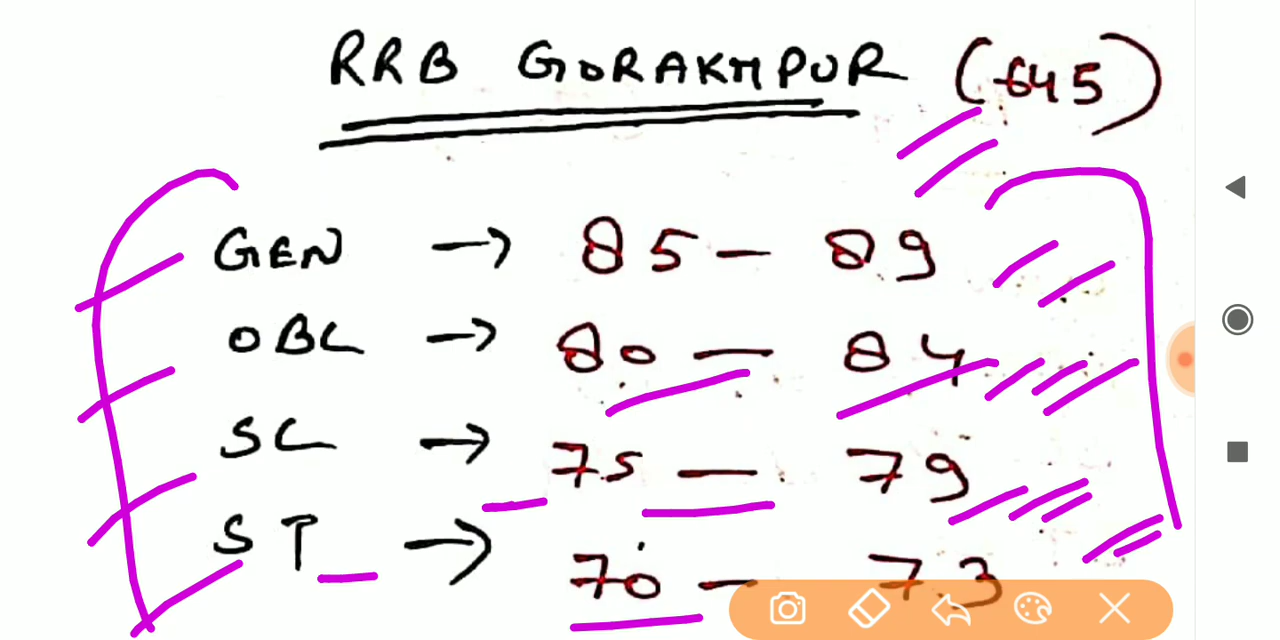 RRB GORAKHPUR (645)
GEN → 85 - 89
OBC → 80 - 84
SC → 75 - 79
ST → 70 - 73